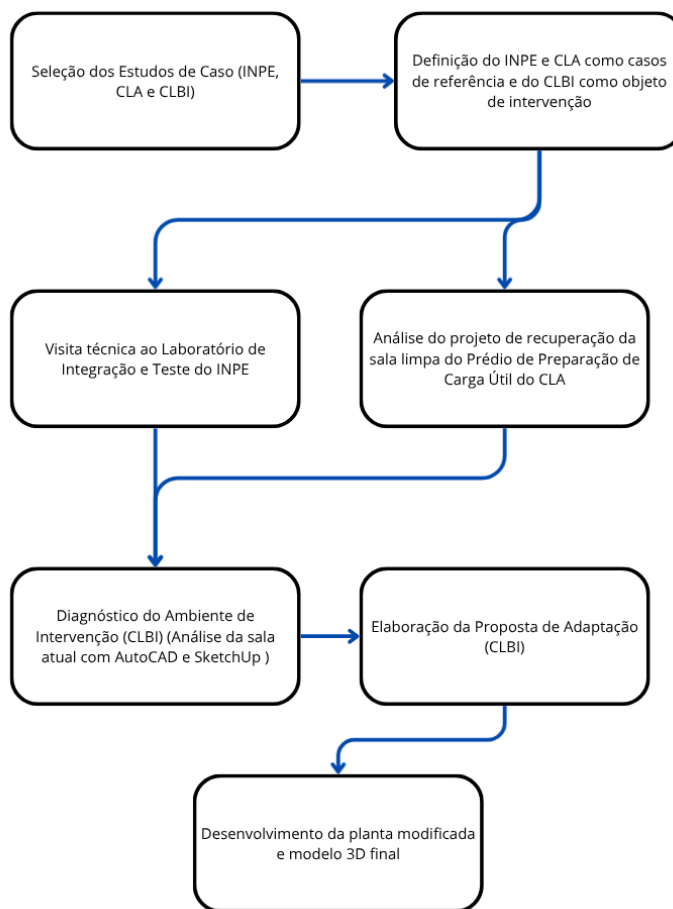 Seleção dos Estudos de Caso (INPE,
CLA e CLBI)
Definição do INPE e CLA como casos
de referência e do CLBI como objeto
de intervenção
Visita técnica ao Laboratório de
Integração e Teste do INPE
Análise do projeto de recuperação da
sala limpa do Prédio de Preparação de
Carga Útil do CLA
Diagnóstico do Ambiente de
Intervenção (CLBI) (Análise da sala
atual com AutoCAD e SketchUp )
Elaboração da Proposta de Adaptação
(CLBI)
Desenvolvimento da planta modificada
e modelo 3D final